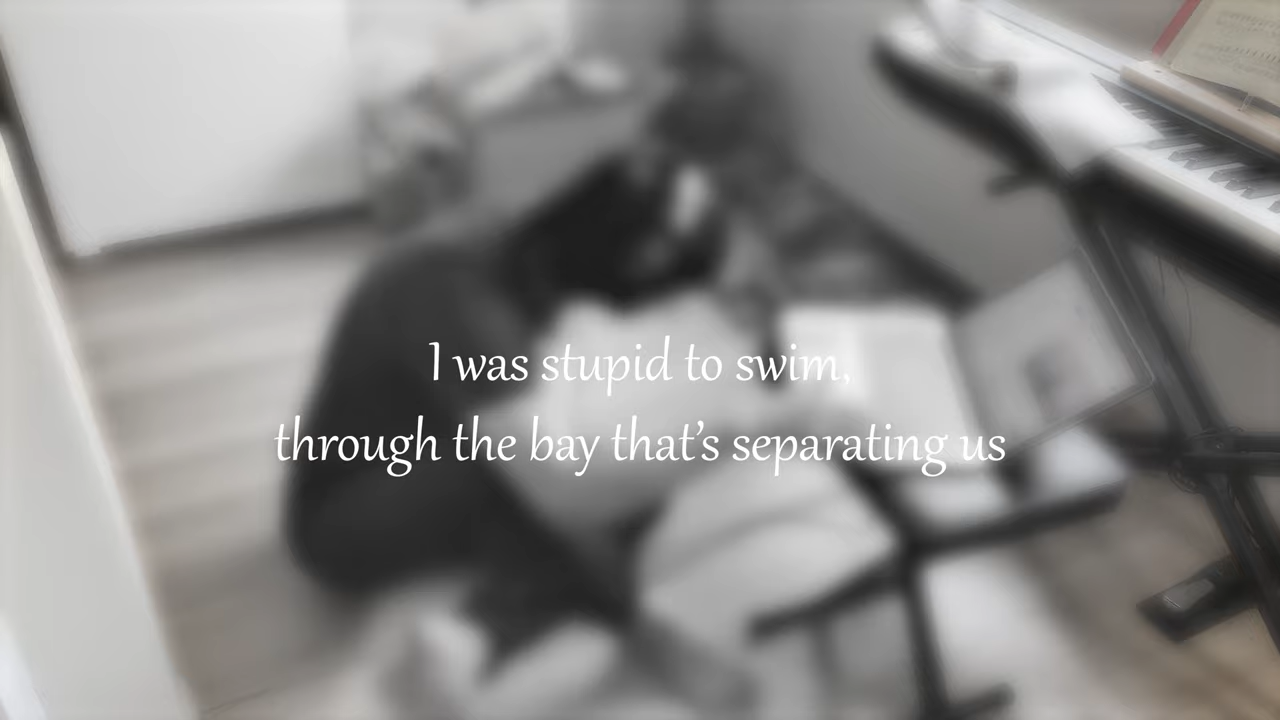 I was stupid to swim,
through the bay that's separating us